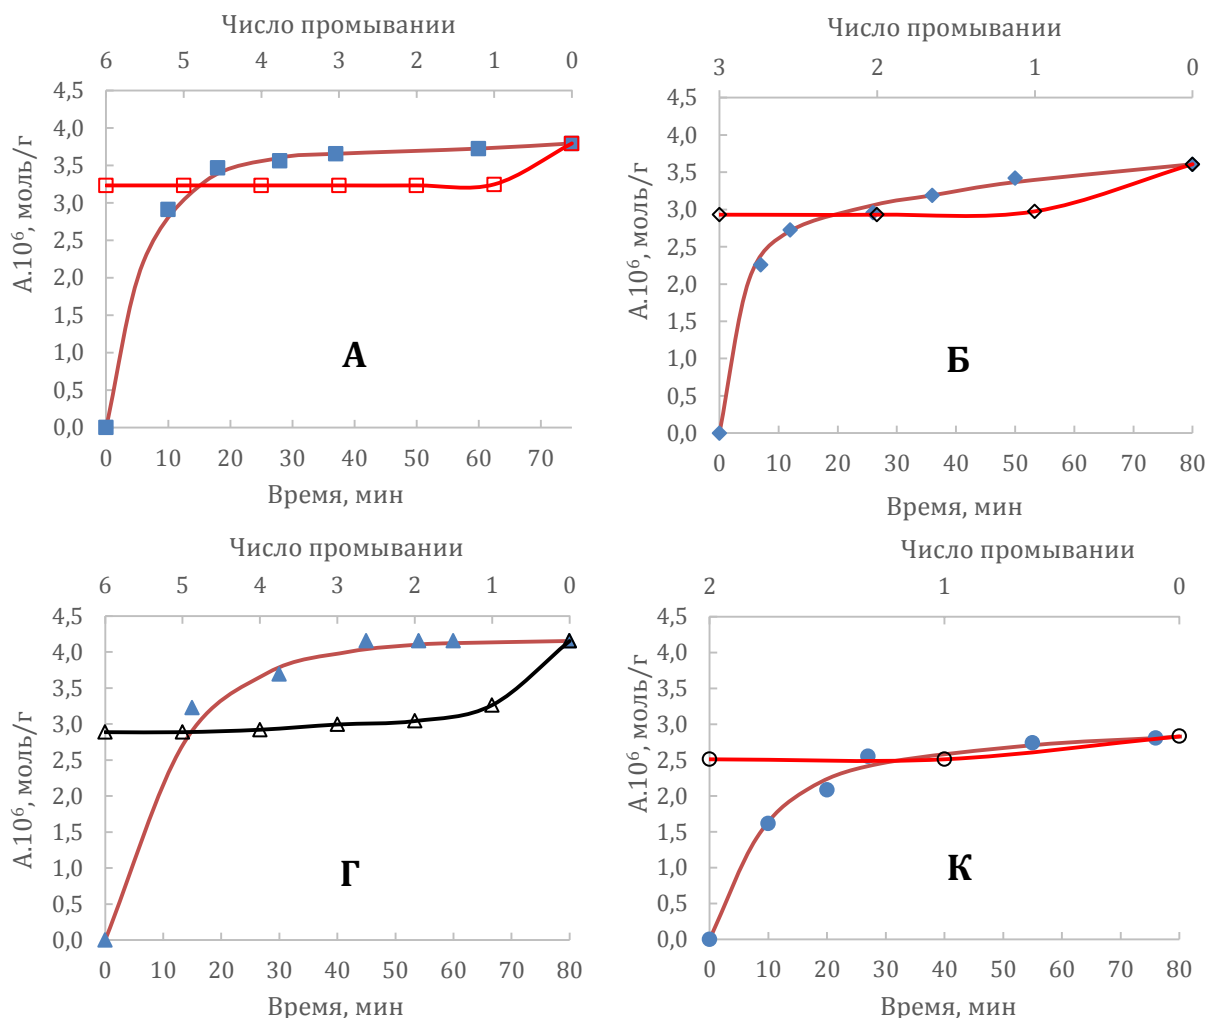 Число промывании
6 5 4 3 2 1 0
4,5
4,0
3,5
3,0
2,5
2,0
1,5
1,0
0,5
0,0
А.10⁶, моль/г
А
0 10 20 30 40 50 60 70
Время, мин
Число промывании
3 2 1 0
4,5
4,0
3,5
3,0
2,5
2,0
1,5
1,0
0,5
0,0
А.10⁶, моль/г
Б
0 10 20 30 40 50 60 70 80
Время, мин
Число промывании
6 5 4 3 2 1 0
4,5
4,0
3,5
3,0
2,5
2,0
1,5
1,0
0,5
0,0
А.10⁶, моль/г
Г
0 10 20 30 40 50 60 70 80
Время, мин
Число промывании
2 1 0
4,5
4,0
3,5
3,0
2,5
2,0
1,5
1,0
0,5
0,0
А.10⁶, моль/г
К
0 10 20 30 40 50 60 70 80
Время, мин